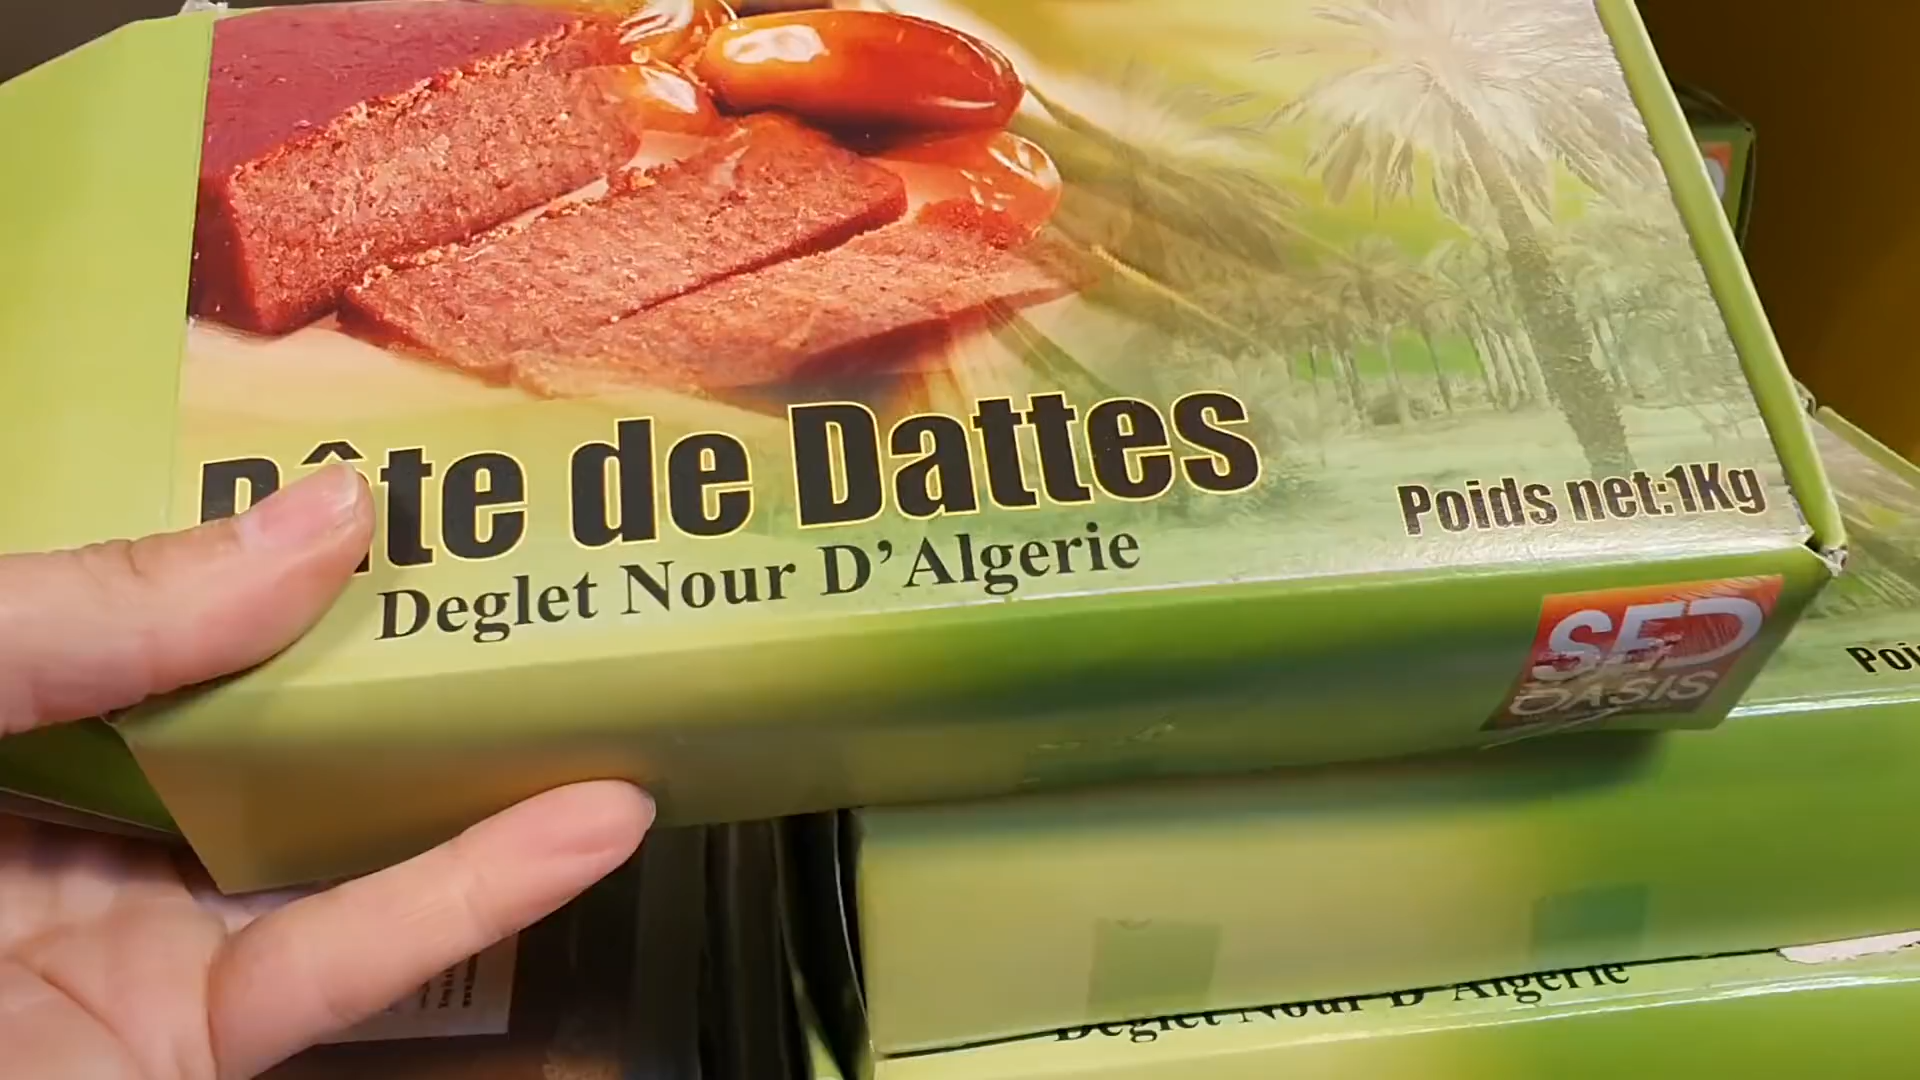 Pâte de Dattes
Deglet Nour D'Algerie
Poids net:1Kg
SED
OASIS
Deglet Nour D'Algerie